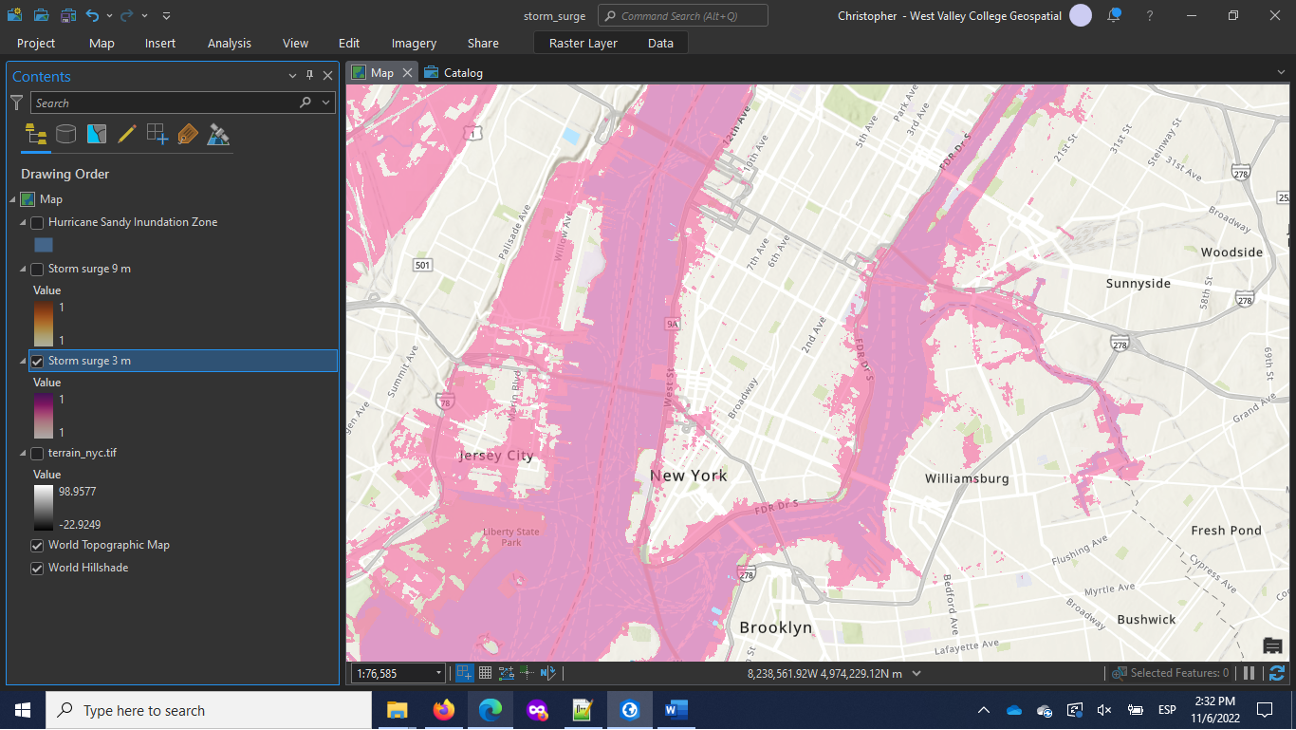 storm_surge
Command Search (Alt+Q)
Christopher - West Valley College Geospatial
?
Project Map Insert Analysis View Edit Imagery Share Raster Layer Data
Contents
Map
Catalog
Search
Drawing Order
Map
Hurricane Sandy Inundation Zone
Storm surge 9 m
Value
1
1
Storm surge 3 m
Value
1
1
terrain_nyc.tif
Value
98.9577
-22.9249
World Topographic Map
World Hillshade
1
12th Ave
10th Ave
5th Ave
Park Ave
3rd Ave
FDR Dr S
21st St
31st St
Steinway St
31st Ave
278
25
Broadway
Woodside
Palisade Ave
Willow Ave
501
7th Ave
6th Ave
Sunnyside
58th St
278
9A
2nd Ave
278
69th St
Summit Ave
FDR Dr S
West St
Broadway
78
Marin Blvd
Grand Ave
gen Ave
Jersey City
New York
Williamsburg
FDR Dr S
Liberty State
Park
Fresh Pond
Flushing Ave
278
Cypress Ave
Bedford Ave
Myrtle Ave
Broadway
Bushwick
Brooklyn
Lafayette Ave
1:76,585
8,238,561.92W 4,974,229.12N m
Selected Features: 0
Type here to search
W
ESP
2:32 PM
11/6/2022